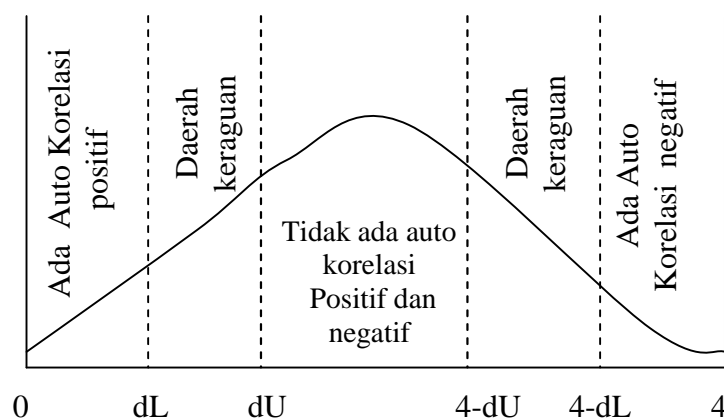 Ada Auto Korelasi
positif
Daerah
keraguan
Tidak ada auto
korelasi
Positif dan
negatif
Daerah
keraguan
Ada Auto
Korelasi negatif
0 dL dU 4-dU 4-dL 4